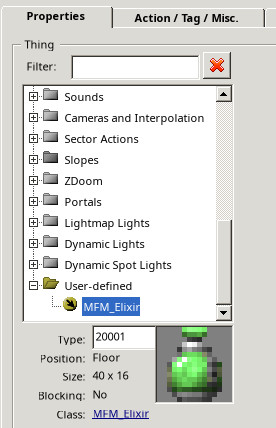 Properties
Action / Tag / Misc.
Thing
Filter:
Sounds
Cameras and Interpolation
Sector Actions
Slopes
ZDoom
Portals
Lightmap Lights
Dynamic Lights
Dynamic Spot Lights
User-defined
MFM_Elixir
Type: 20001
Position: Floor
Size: 40 x 16
Blocking: No
Class: MFM_Elixir